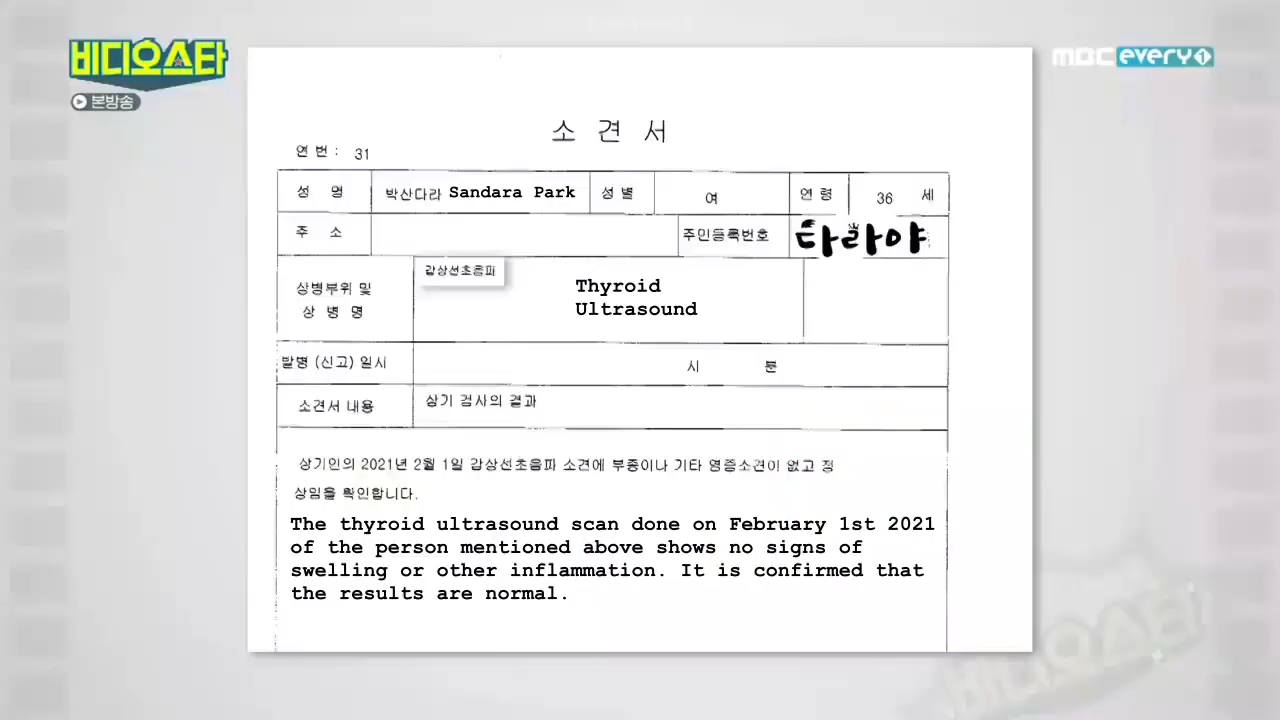 비디오스타
본방송
MBC every1
소 견 서
연 번 : 31
성 명 박산다라 Sandara Park 성 별 여 연 령 36 세
주 소 주민등록번호 다라야
상병부위 및
상 병 명
갑상선초음파
Thyroid
Ultrasound
발병 (신고) 일시 시 분
소견서 내용 상기 검사의 결과
상기인의 2021년 2월 1일 갑상선초음파 소견에 부종이나 기타 염증소견이 없고 정
상임을 확인합니다.
The thyroid ultrasound scan done on February 1st 2021
of the person mentioned above shows no signs of
swelling or other inflammation. It is confirmed that
the results are normal.
비디오스타